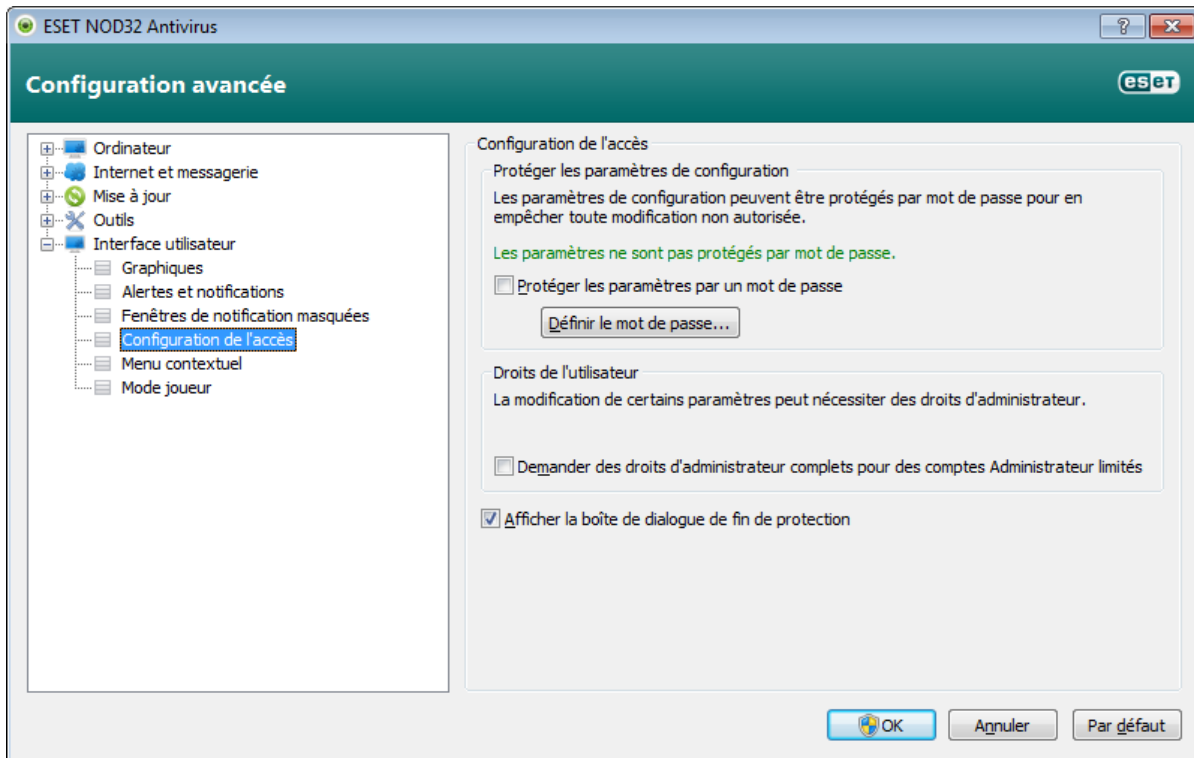 ESET NOD32 Antivirus
?
Configuration avancée
eseT
Ordinateur
Internet et messagerie
Mise à jour
Outils
Interface utilisateur
Graphiques
Alertes et notifications
Fenêtres de notification masquées
Configuration de l'accès
Menu contextuel
Mode joueur
Configuration de l'accès
Protéger les paramètres de configuration
Les paramètres de configuration peuvent être protégés par mot de passe pour en
empêcher toute modification non autorisée.
Les paramètres ne sont pas protégés par mot de passe.
Protéger les paramètres par un mot de passe
Définir le mot de passe...
Droits de l'utilisateur
La modification de certains paramètres peut nécessiter des droits d'administrateur.
Demander des droits d'administrateur complets pour des comptes Administrateur limités
Afficher la boîte de dialogue de fin de protection
OK
Annuler
Par défaut